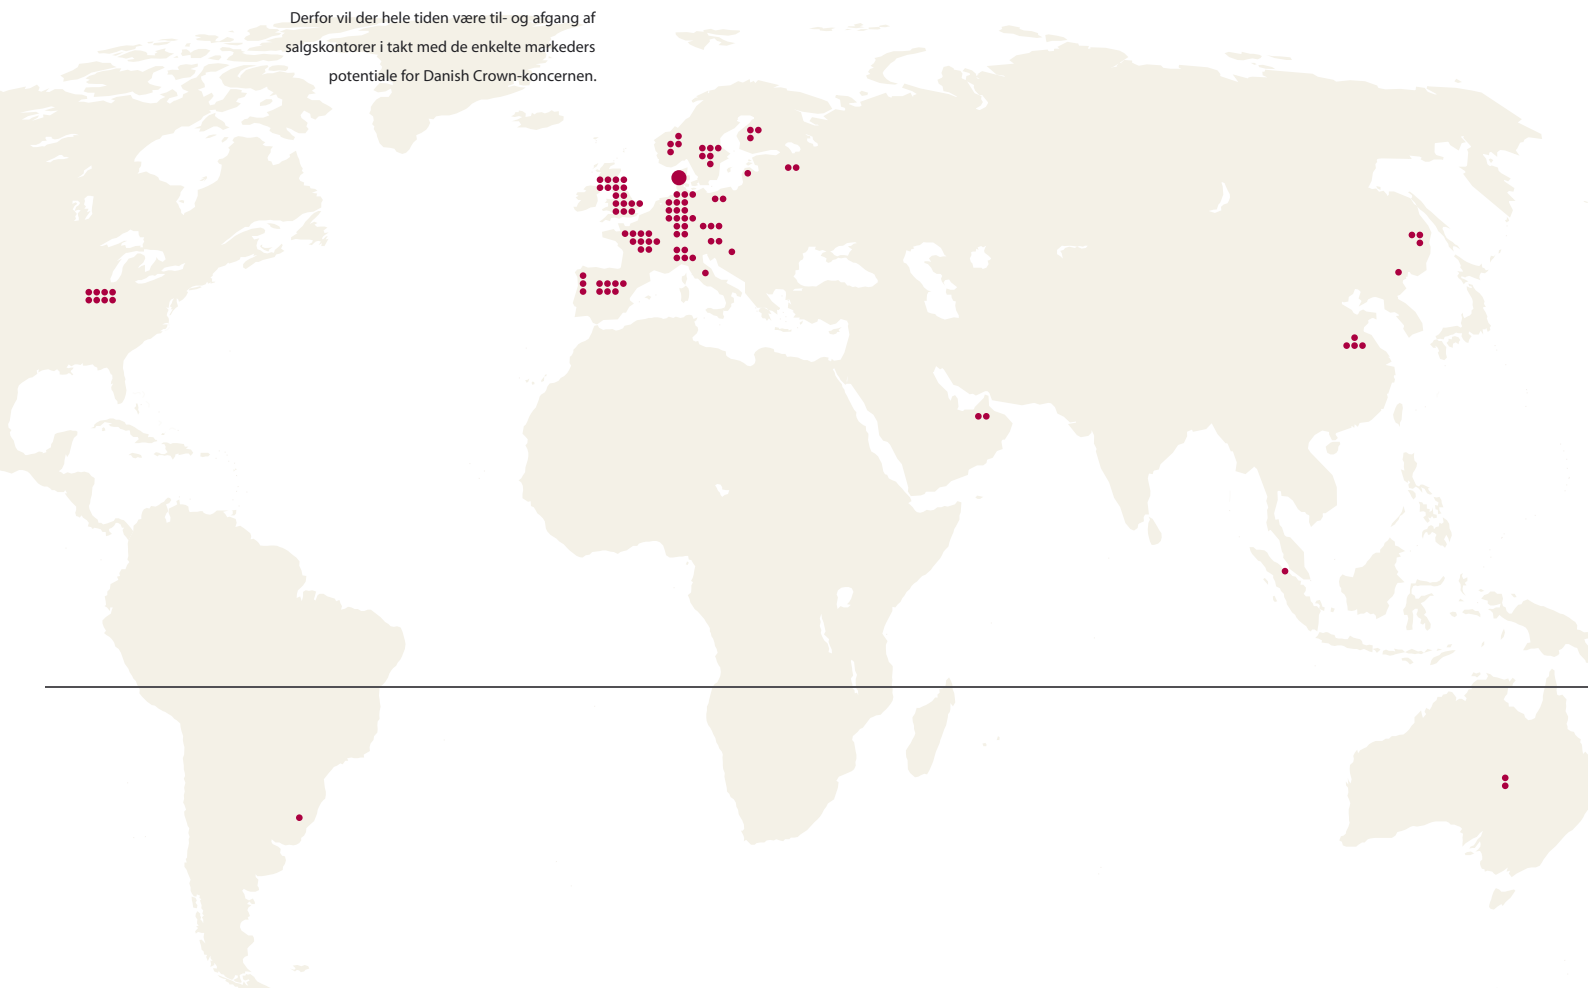 Derfor vil der hele tiden være til- og afgang af
salgskontorer i takt med de enkelte markeders
potentiale for Danish Crown-koncernen.